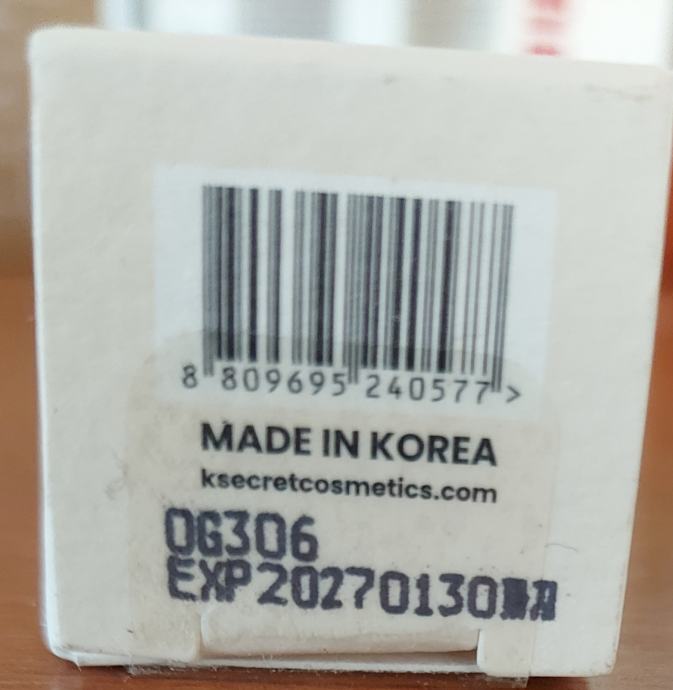 8 809695 240577 >
MADE IN KOREA
ksecretcosmetics.com
OG306
EXP20270130